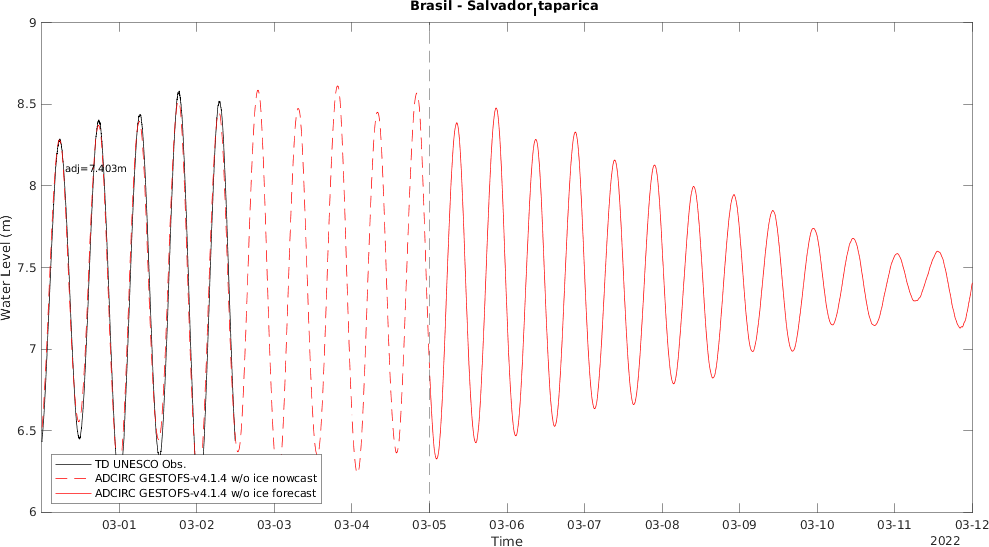 Brasil - Salvador_Itaparica
9
8.5
8
7.5
7
6.5
6
Water Level (m)
adj=7.403m
TD UNESCO Obs.
ADCIRC GESTOFS-v4.1.4 w/o ice nowcast
ADCIRC GESTOFS-v4.1.4 w/o ice forecast
03-01 03-02 03-03 03-04 03-05 03-06 03-07 03-08 03-09 03-10 03-11 03-12
Time
2022